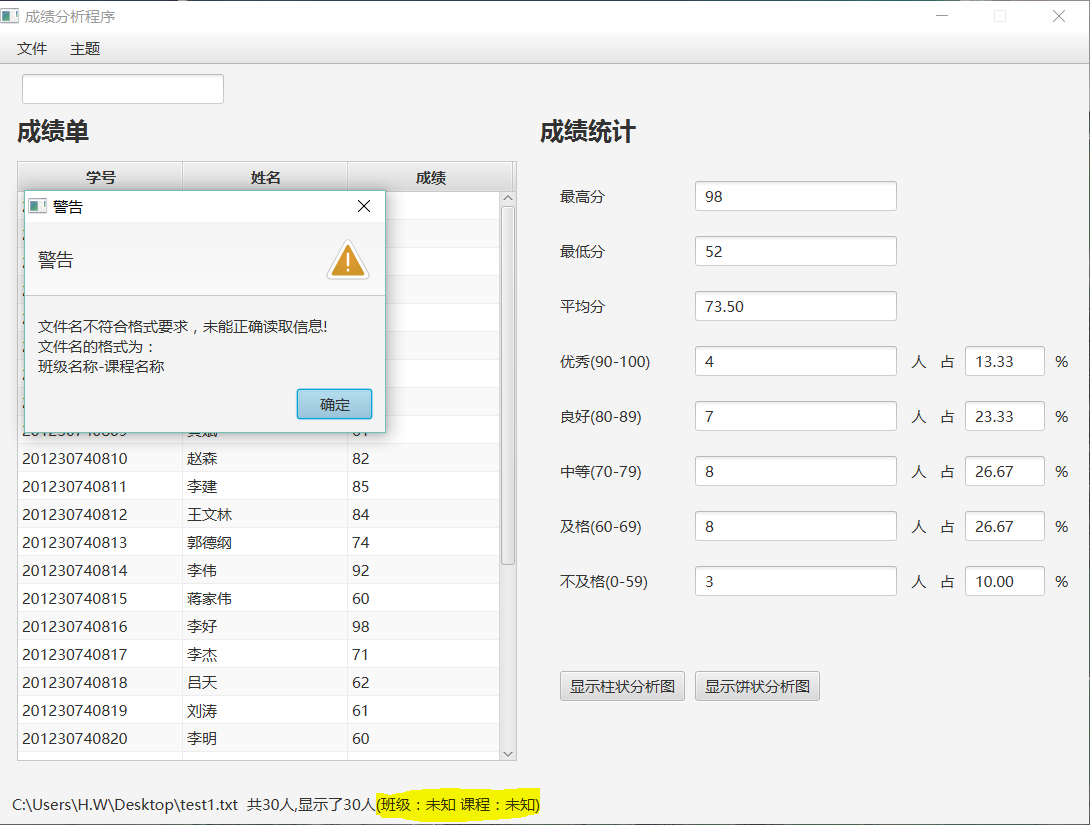 成绩分析程序
文件 主题
成绩单
成绩统计
学号 姓名 成绩
警告
警告
文件名不符合格式要求，未能正确读取信息!
文件名的格式为：
班级名称-课程名称
确定
201230740810 赵森 82
201230740811 李建 85
201230740812 王文林 84
201230740813 郭德纲 74
201230740814 李伟 92
201230740815 蒋家伟 60
201230740816 李好 98
201230740817 李杰 71
201230740818 吕天 62
201230740819 刘涛 61
201230740820 李明 60
最高分 98
最低分 52
平均分 73.50
优秀(90-100) 4 人 占 13.33 %
良好(80-89) 7 人 占 23.33 %
中等(70-79) 8 人 占 26.67 %
及格(60-69) 8 人 占 26.67 %
不及格(0-59) 3 人 占 10.00 %
显示柱状分析图 显示饼状分析图
C:\Users\H.W\Desktop\test1.txt 共30人,显示了30人(班级：未知 课程：未知)